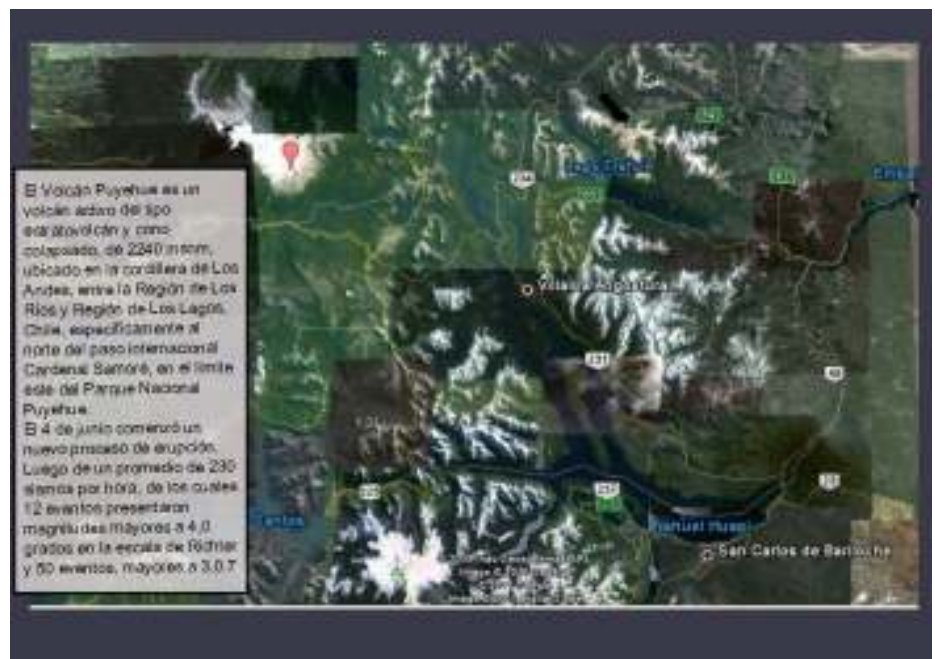 El Volcán Puyehue es un
volcán activo del tipo
estratovolcán y cono
colapsado, de 2240 msnm,
ubicado en la cordillera de Los
Andes, entre la Región de Los
Ríos y Región de Los Lagos,
Chile, específicamente al
norte del paso internacional
Cardenal Samoré, en el límite
este del Parque Nacional
Puyehue.
El 4 de junio comenzó un
nuevo proceso de erupción.
Luego de un promedio de 230
sismos por hora, de los cuales
12 eventos presentaron
magnitudes mayores a 4,0
grados en la escala de Richter
y 50 eventos, mayores a 3,0.7
234
Villa la Angostura
231
237
Nahuel Huapi
San Carlos de Bariloche